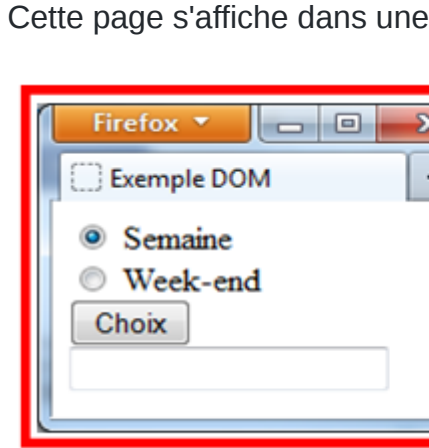 Cette page s'affiche dans une
Firefox
Exemple DOM
Semaine
Week-end
Choix